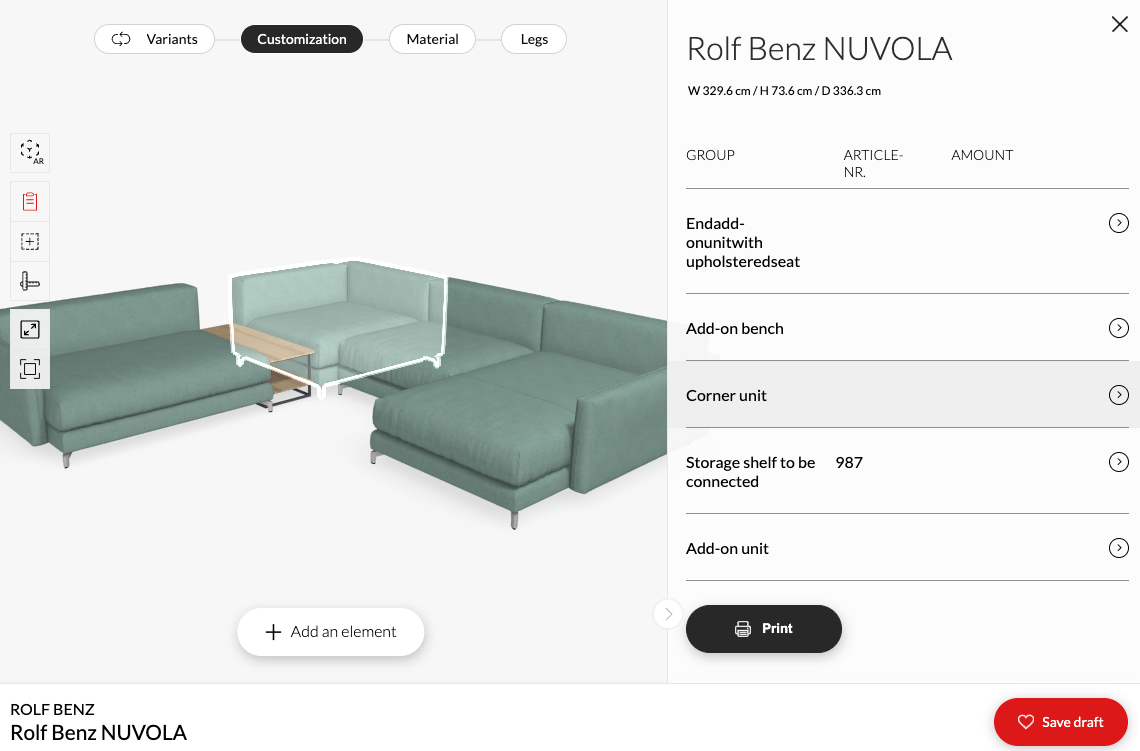 Variants
Customization
Material
Legs
AR
Add an element
Rolf Benz NUVOLA
W 329.6 cm / H 73.6 cm / D 336.3 cm
GROUP
ARTICLE-
NR.
AMOUNT
Endadd-
onunitwith
upholsteredseat
Add-on bench
Corner unit
Storage shelf to be
connected
987
Add-on unit
Print
ROLF BENZ
Rolf Benz NUVOLA
Save draft